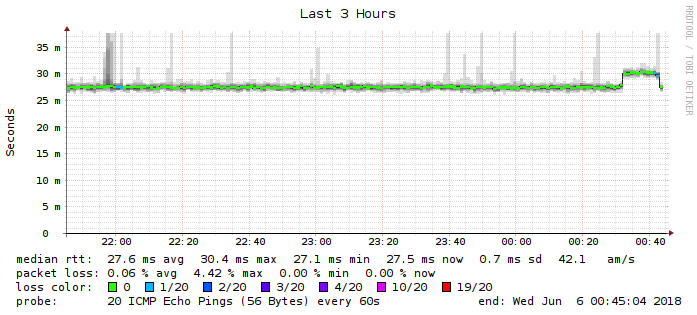 Last 3 Hours
RRDTOOL / TOBI OETIKER
Seconds
35 m
30 m
25 m
20 m
15 m
10 m
5 m
0
22:00 22:20 22:40 23:00 23:20 23:40 00:00 00:20 00:40
median rtt: 27.6 ms avg 30.4 ms max 27.1 ms min 27.5 ms now 0.7 ms sd 42.1 am/s
packet loss: 0.06 % avg 4.42 % max 0.00 % min 0.00 % now
loss color: 0 1/20 2/20 3/20 4/20 10/20 19/20
probe: 20 ICMP Echo Pings (56 Bytes) every 60s end: Wed Jun 6 00:45:04 2018